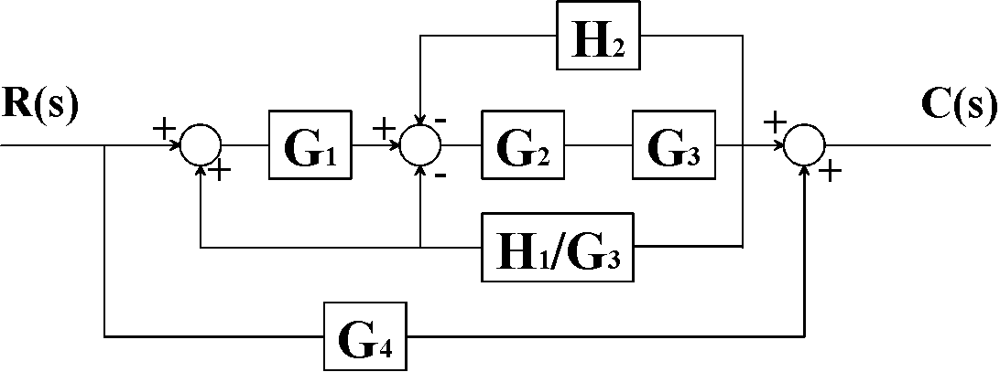 H₂
R(s)
C(s)
+ + - +
G₁
G₂
G₃
+ - +
H₁/G₃
G₄